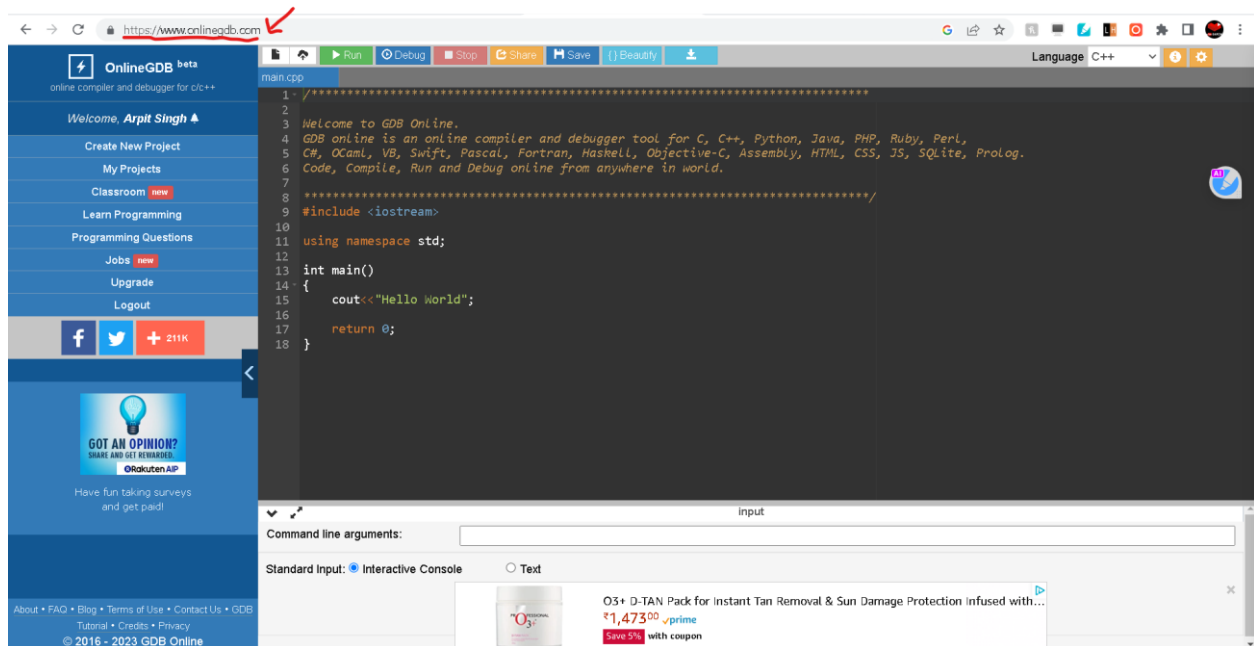 https://www.onlinegdb.com
OnlineGDB beta
online compiler and debugger for c/c++
Welcome, Arpit Singh
Create New Project
My Projects
Classroom new
Learn Programming
Programming Questions
Jobs new
Upgrade
Logout
f
+ 211K
GOT AN OPINION?
SHARE AND GET REWARDED.
Rakuten AIP
Have fun taking surveys
and get paid!
About • FAQ • Blog • Terms of Use • Contact Us • GDB
Tutorial • Credits • Privacy
© 2016 - 2023 GDB Online
Run Debug Stop Share Save {} Beautify
Language C++
main.cpp
1 /******************************************************************************
2
3 Welcome to GDB Online.
4 GDB online is an online compiler and debugger tool for C, C++, Python, Java, PHP, Ruby, Perl,
5 C#, OCaml, VB, Swift, Pascal, Fortran, Haskell, Objective-C, Assembly, HTML, CSS, JS, SQLite, Prolog.
6 Code, Compile, Run and Debug online from anywhere in world.
7
8 *******************************************************************************/
9 #include <iostream>
10
11 using namespace std;
12
13 int main()
14 {
15 cout<<"Hello World";
16
17 return 0;
18 }
AI
input
Command line arguments:
Standard Input: Interactive Console Text
O3+
O3+ D-TAN Pack for Instant Tan Removal & Sun Damage Protection Infused with...
₹1,473⁰⁰ prime
Save 5% with coupon